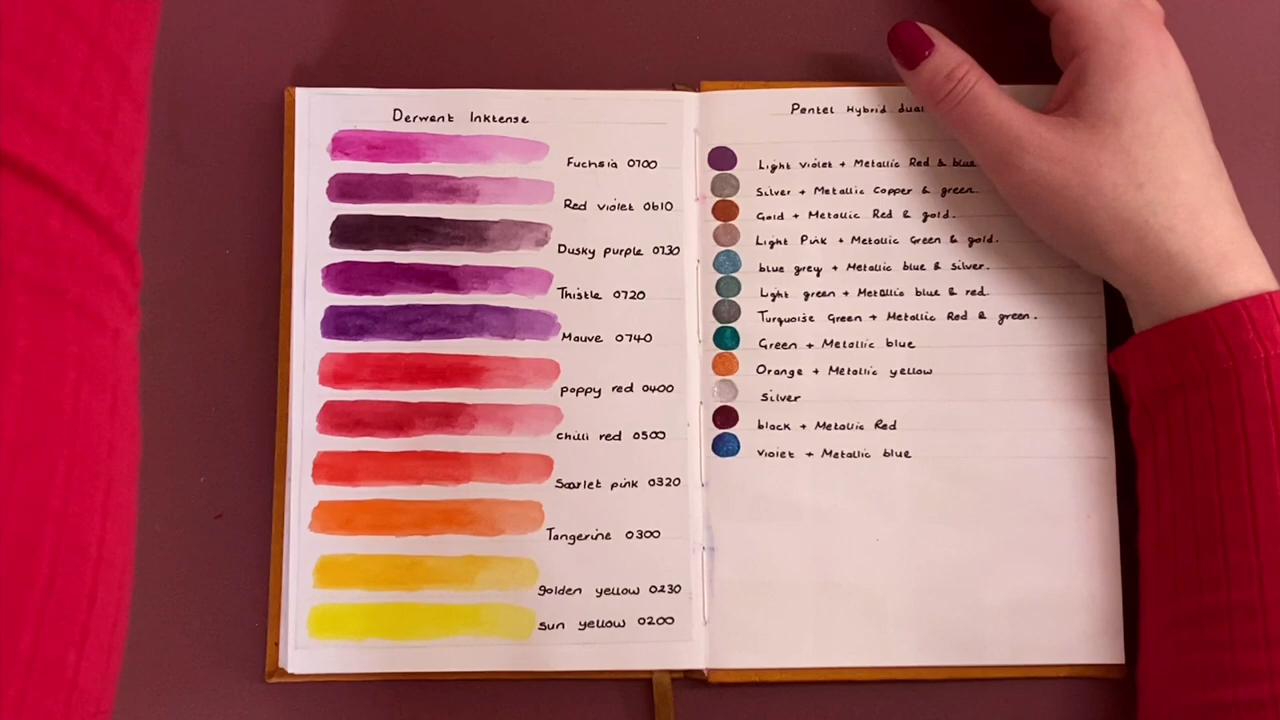 Derwent Inktense
Fuchsia 0700
Red violet 0610
Dusky purple 0730
Thistle 0720
Mauve 0740
poppy red 0400
chilli red 0500
Scarlet pink 0320
Tangerine 0300
golden yellow 0230
sun yellow 0200
Pentel Hybrid dual
Light violet + Metallic Red & blue
Silver + Metallic Copper & green.
Gold + Metallic Red & gold.
Light Pink + Metallic Green & gold.
blue grey + Metallic blue & silver.
Light green + Metallic blue & red.
Turquoise Green + Metallic Red & green.
Green + Metallic blue
Orange + Metallic yellow
Silver
black + Metallic Red
violet + Metallic blue